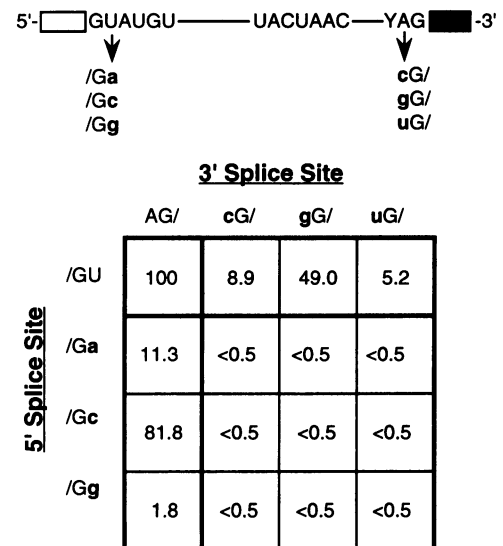 5'- GUAUGU UACUAAC YAG -3'
/Ga cG/
/Gc gG/
/Gg uG/
3' Splice Site
AG/ cG/ gG/ uG/
5' Splice Site
/GU 100 8.9 49.0 5.2
/Ga 11.3 <0.5 <0.5 <0.5
/Gc 81.8 <0.5 <0.5 <0.5
/Gg 1.8 <0.5 <0.5 <0.5